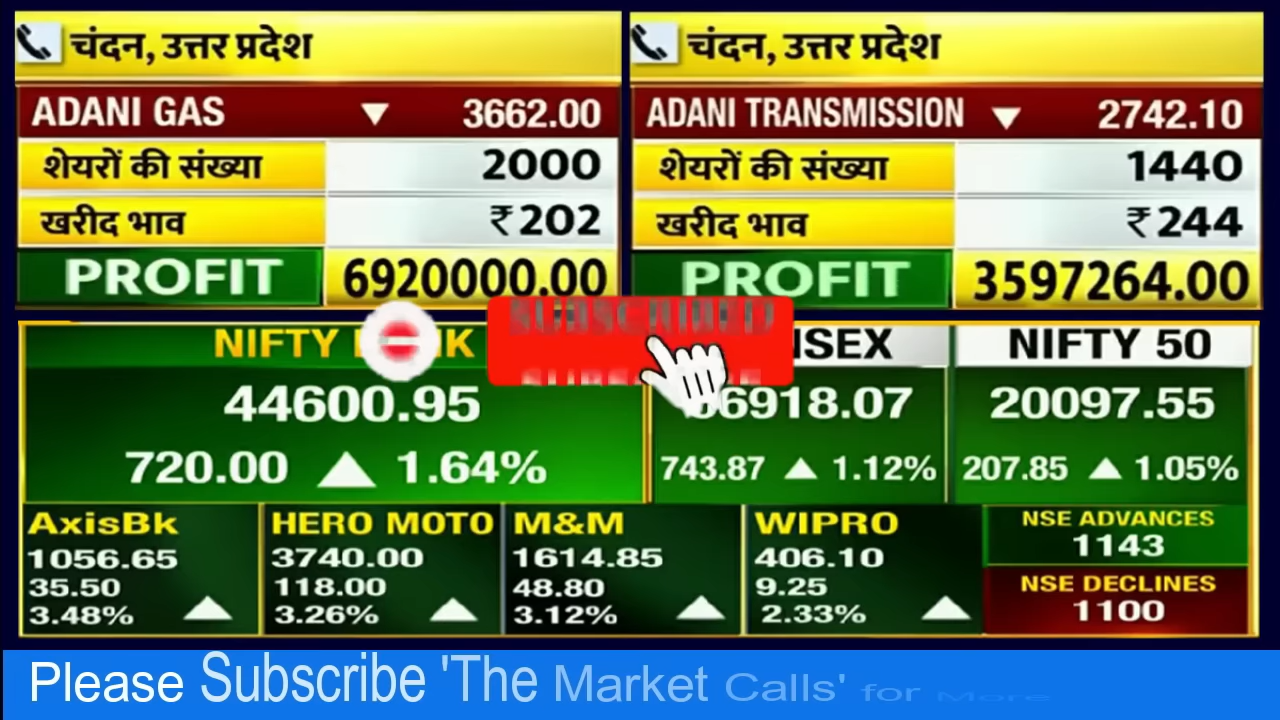 चंदन, उत्तर प्रदेश
ADANI GAS 3662.00
शेयरों की संख्या 2000
खरीद भाव ₹202
PROFIT 6920000.00
चंदन, उत्तर प्रदेश
ADANI TRANSMISSION 2742.10
शेयरों की संख्या 1440
खरीद भाव ₹244
PROFIT 3597264.00
NIFTY
44600.95
720.00 1.64%
6918.07
743.87 1.12%
NIFTY 50
20097.55
207.85 1.05%
AxisBk
1056.65
35.50
3.48%
HERO MOTO
3740.00
118.00
3.26%
M&M
1614.85
48.80
3.12%
WIPRO
406.10
9.25
2.33%
NSE ADVANCES
1143
NSE DECLINES
1100
Please Subscribe 'The Market Calls' for More